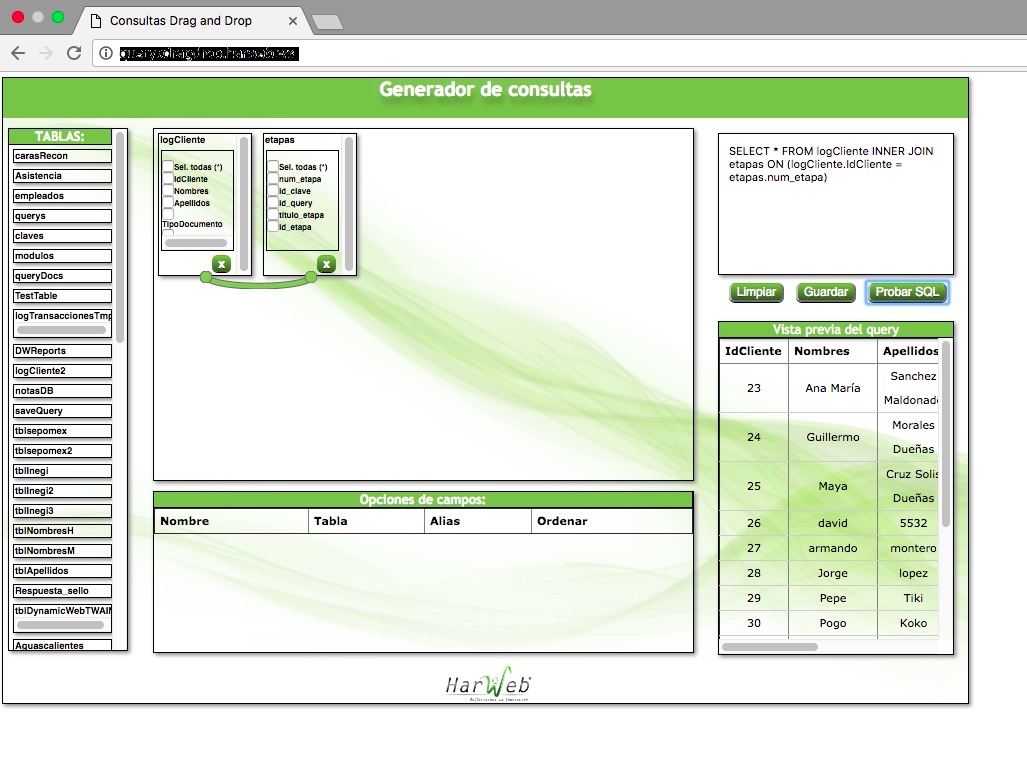 Consultas Drag and Drop
Generador de consultas
TABLAS:
carasRecon
Asistencia
empleados
querys
claves
modulos
queryDocs
TestTable
logTransaccionesTmp
DWReports
logCliente2
notasDB
saveQuery
tblsepomex
tblsepomex2
tblInegi
tblInegi2
tblInegi3
tblNombresH
tblNombresM
tblApellidos
Respuesta_sello
tblDynamicWebTWAIN
Aguascalientes
logCliente
Sel. todas (*)
IdCliente
Nombres
Apellidos
TipoDocumento
x
etapas
Sel. todas (*)
num_etapa
id_clave
id_query
titulo_etapa
id_etapa
x
Opciones de campos:
Nombre Tabla Alias Ordenar
SELECT * FROM logCliente INNER JOIN
etapas ON (logCliente.IdCliente =
etapas.num_etapa)
Limpiar Guardar Probar SQL
Vista previa del query
IdCliente Nombres Apellidos
23 Ana María Sanchez
Maldonado
24 Guillermo Morales
Dueñas
25 Maya Cruz Solis
Dueñas
26 david 5532
27 armando montero
28 Jorge lopez
29 Pepe Tiki
30 Pogo Koko
HarWeb